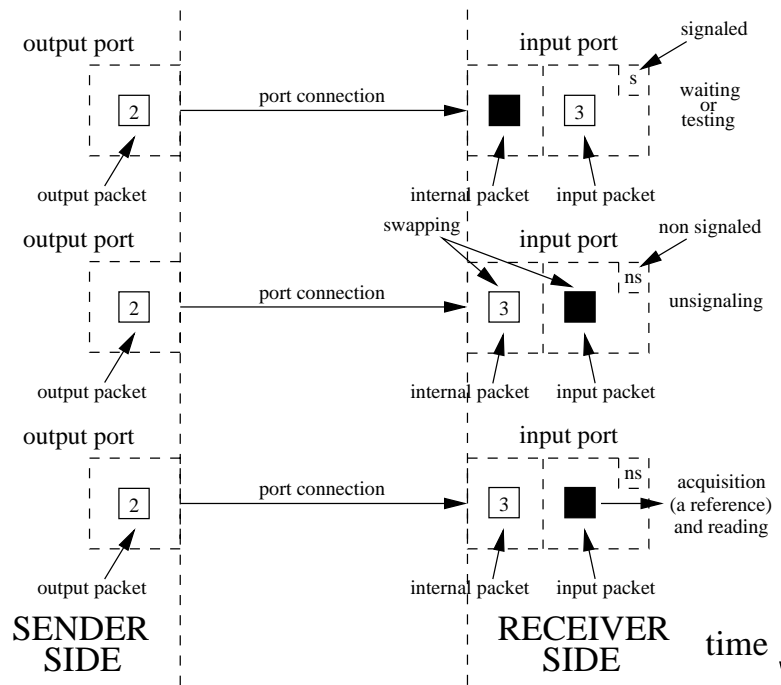 output port
input port
signaled
s
2
port connection
3
waiting
or
testing
output packet
internal packet
input packet
output port
swapping
input port
non signaled
ns
2
port connection
3
unsignaling
output packet
internal packet
input packet
output port
input port
ns
2
port connection
3
acquisition
(a reference)
and reading
output packet
internal packet
input packet
SENDER
SIDE
RECEIVER
SIDE
time